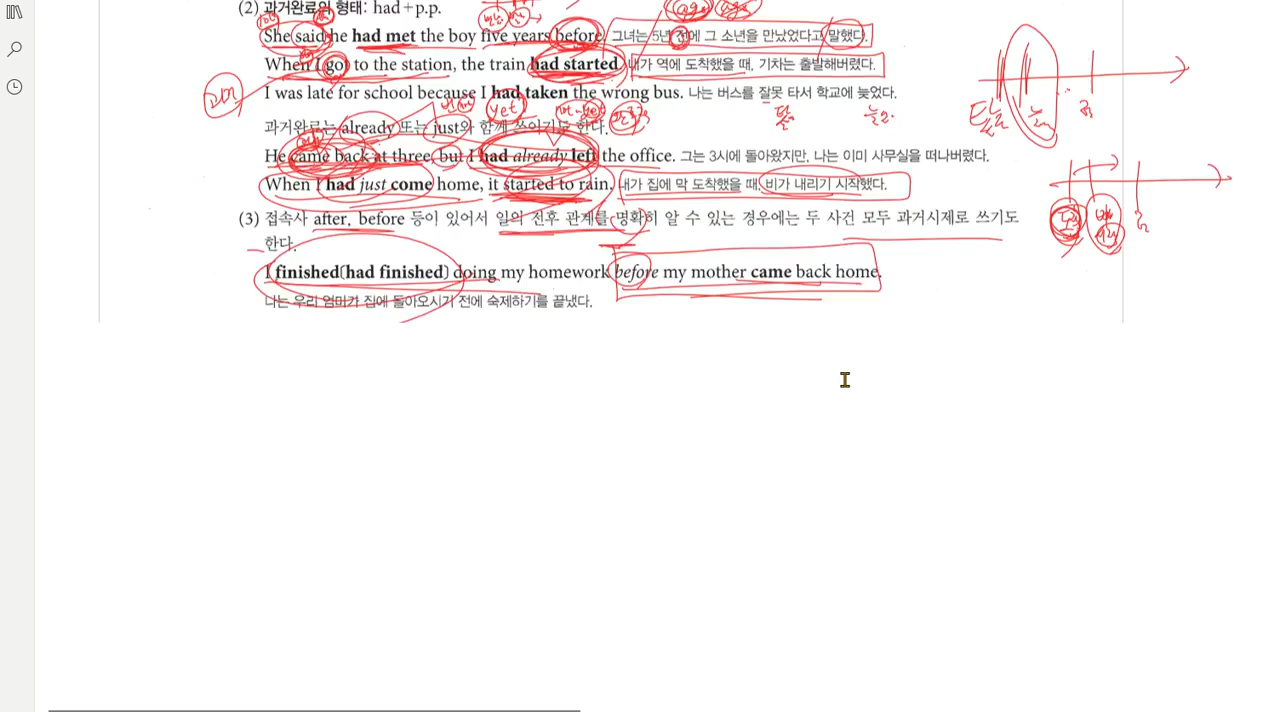 (2) 과거완료의 형태: had+p.p.
She said he had met the boy five years before. 그녀는 5년 전에 그 소년을 만났었다고 말했다.
When I got to the station, the train had started. 내가 역에 도착했을 때, 기차는 출발해버렸다.
I was late for school because I had taken the wrong bus. 나는 버스를 잘못 타서 학교에 늦었다.
yet
과거완료는 already 또는 just와 함께 쓰이기도 한다.
He came back at three, but I had already left the office. 그는 3시에 돌아왔지만, 나는 이미 사무실을 떠나버렸다.
When I had just come home, it started to rain. 내가 집에 막 도착했을 때, 비가 내리기 시작했다.
(3) 접속사 after, before 등이 있어서 일의 전후 관계를 명확히 알 수 있는 경우에는 두 사건 모두 과거시제로 쓰기도
한다.
I finished(had finished) doing my homework before my mother came back home.
나는 우리 엄마가 집에 돌아오시기 전에 숙제하기를 끝냈다.